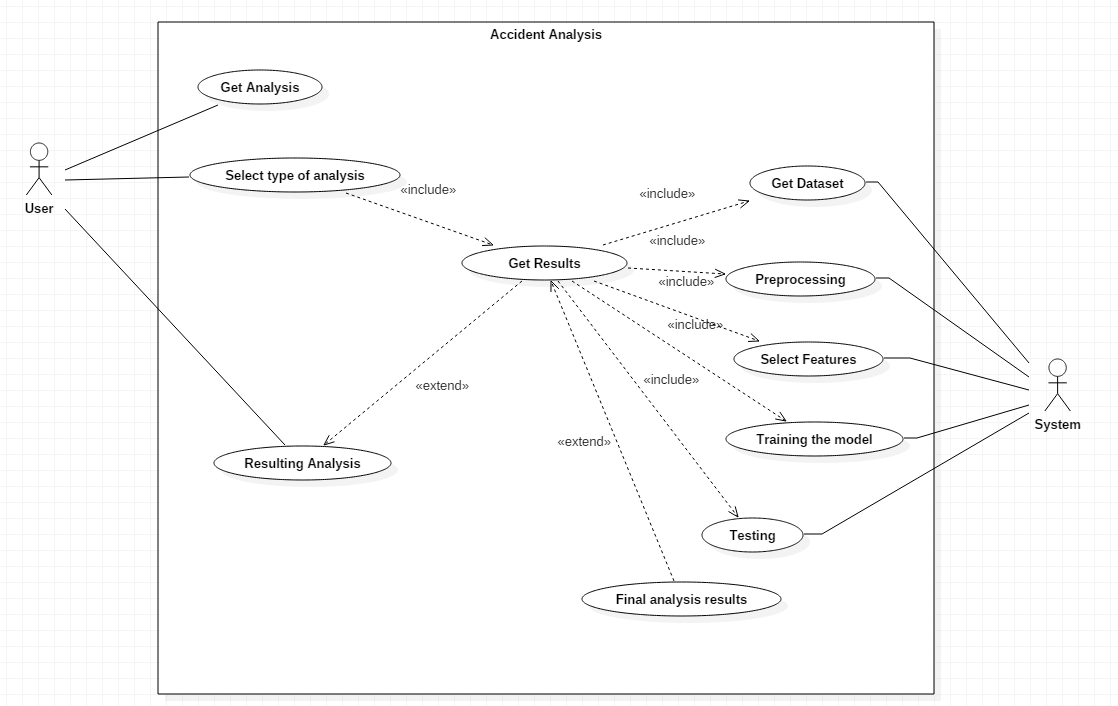 Accident Analysis
Get Analysis
Select type of analysis
«include»
User
Get Dataset
«include»
«include»
Get Results
Preprocessing
«include»
«include»
Select Features
«include»
«extend»
System
Training the model
«extend»
Resulting Analysis
Testing
Final analysis results